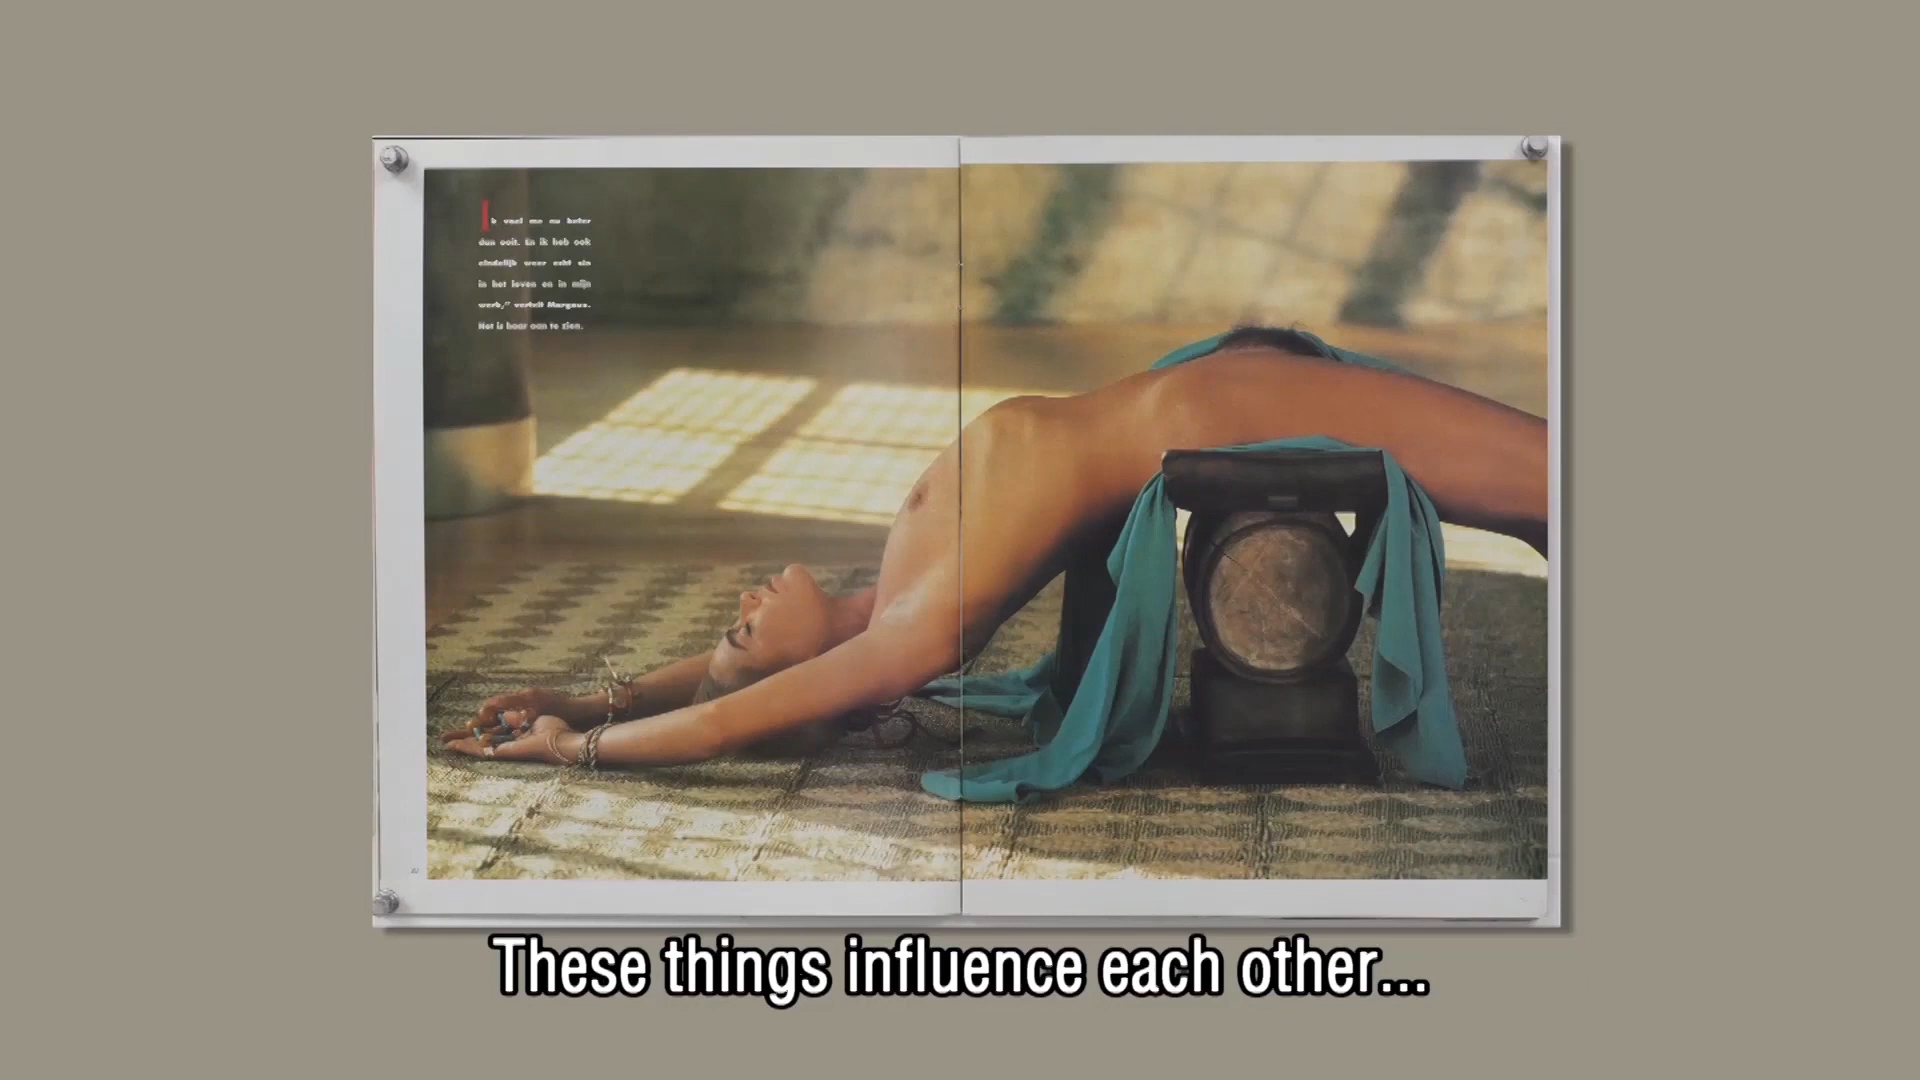 Ik voel me nu beter
dan ooit. En ik heb ook
eindelijk weer echt zin
in het leven en in mijn
werk," vertelt Margaux.
Het is haar aan te zien.
These things influence each other...